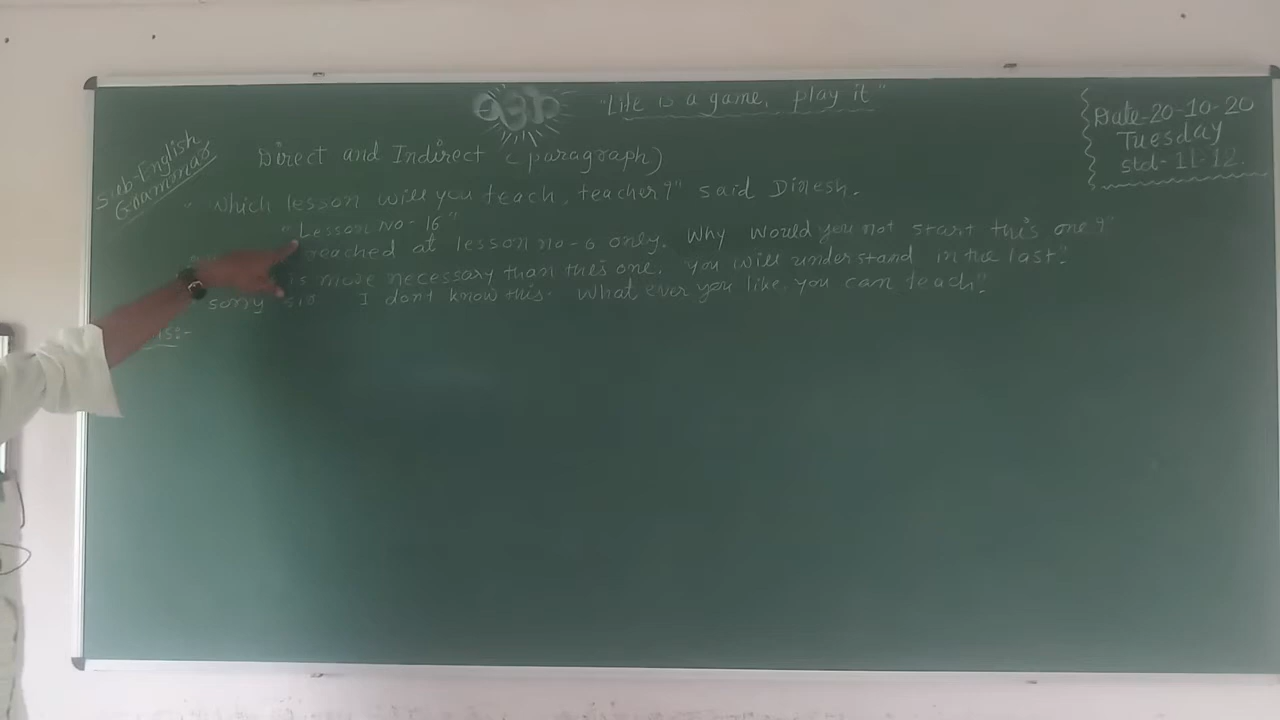 "Life is a game, play it"
Date-20-10-20
Tuesday
std-11-12.
Sub-English
Grammar
Direct and Indirect (paragraph)
"Which lesson will you teach, teacher?" said Dinesh.
"Lesson No-16"
reached at lesson no-6 only. Why would you not start this one?"
is more necessary than this one. You will understand in the last."
sorry sir I don't know this. What ever you like, you can teach."